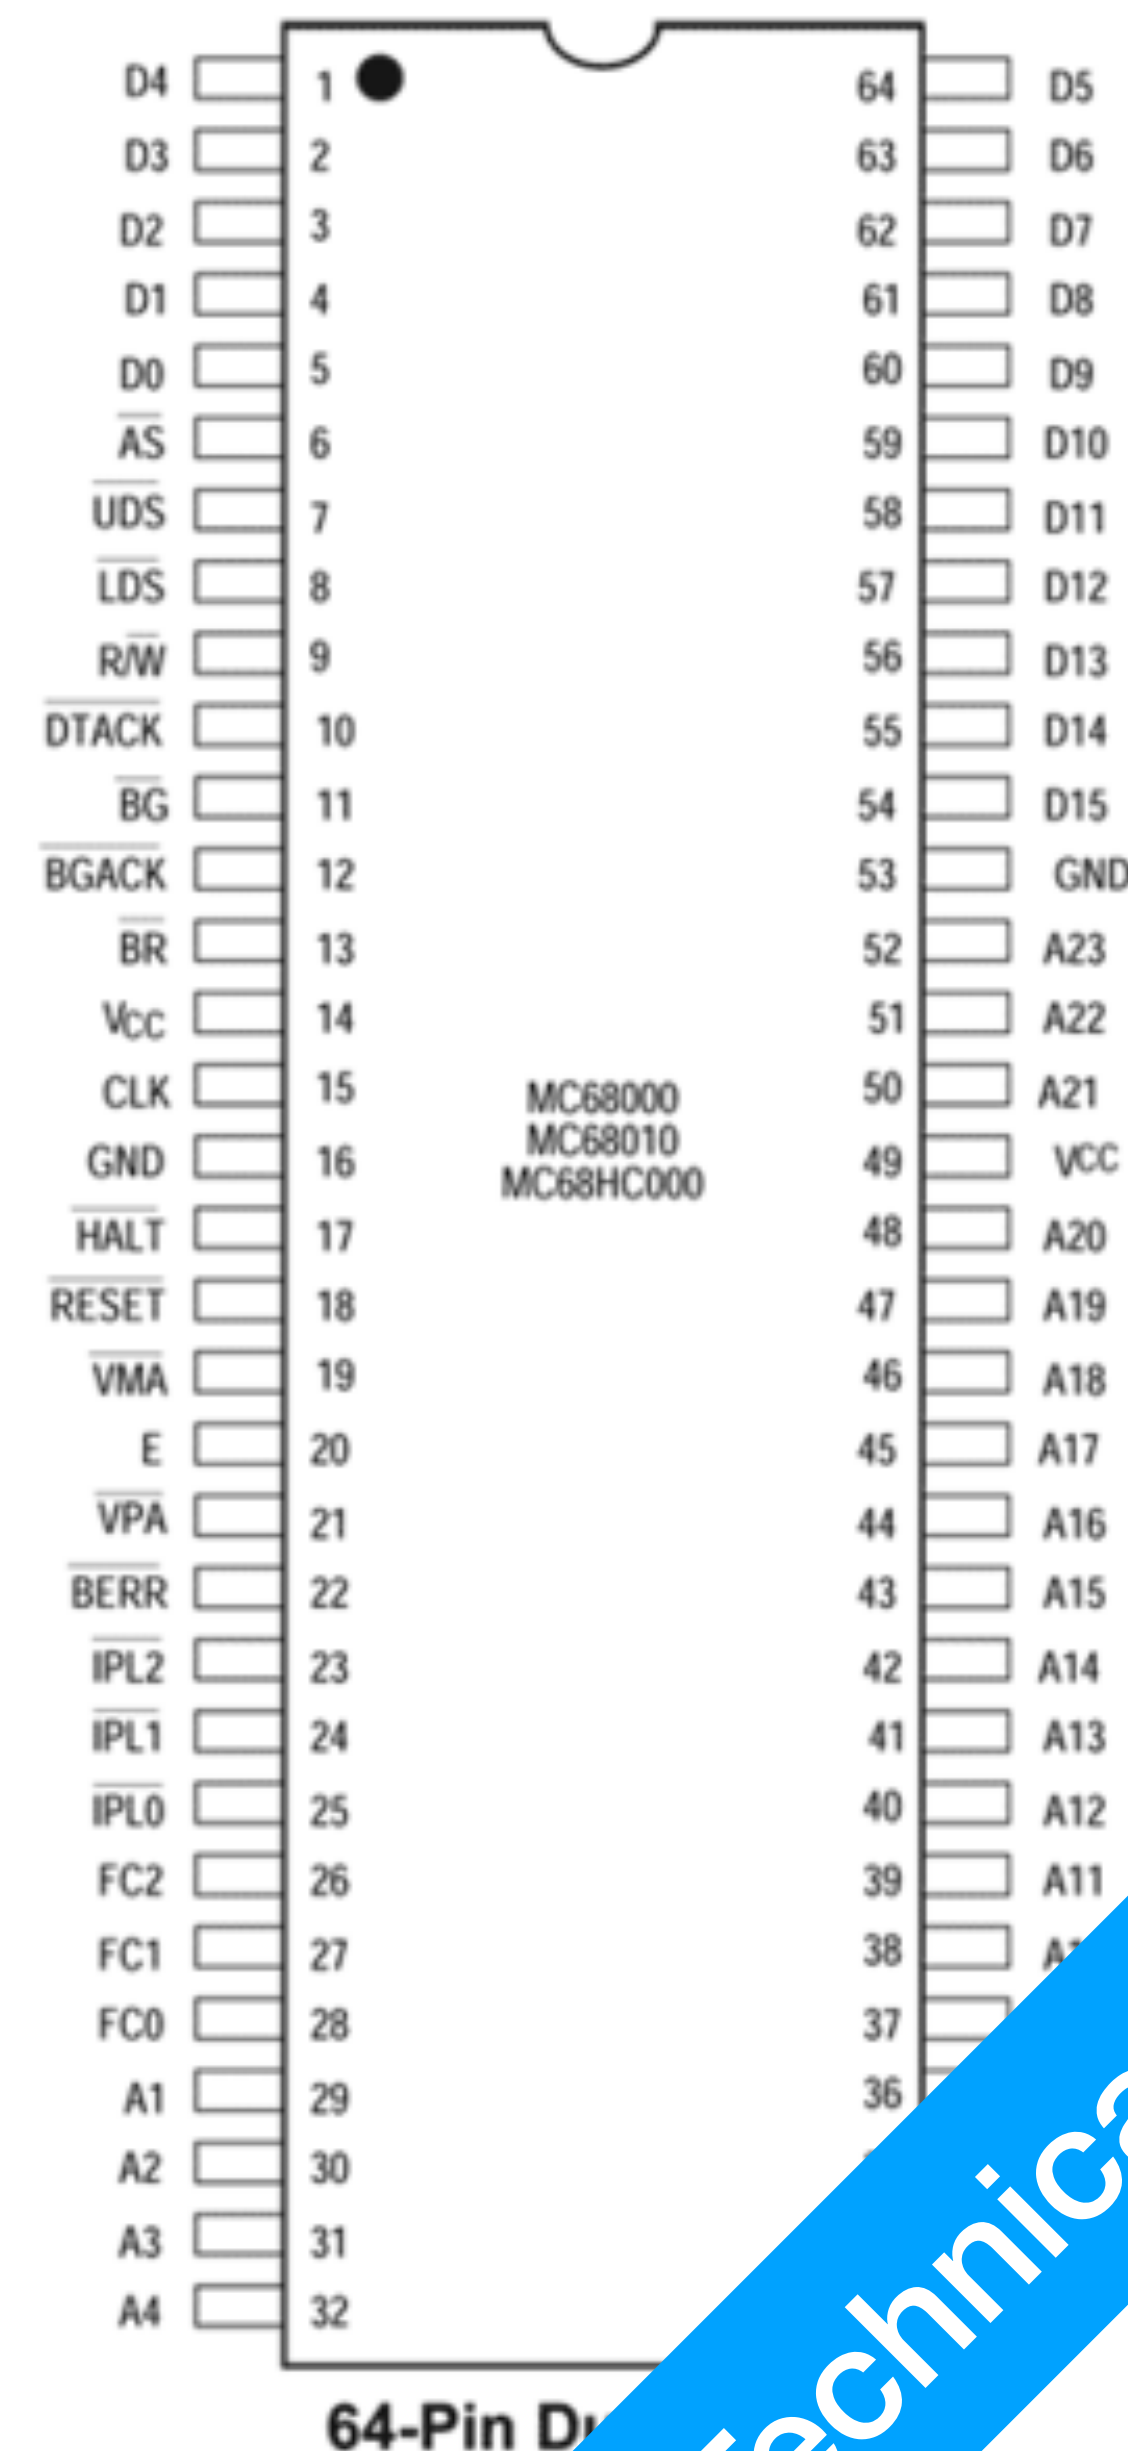 D4 1 64 D5
D3 2 63 D6
D2 3 62 D7
D1 4 61 D8
D0 5 60 D9
AS 6 59 D10
UDS 7 58 D11
LDS 8 57 D12
R/W 9 56 D13
DTACK 10 55 D14
BG 11 54 D15
BGACK 12 53 GND
BR 13 52 A23
VCC 14 51 A22
CLK 15 50 A21
MC68000
MC68010
MC68HC000
GND 16 49 VCC
HALT 17 48 A20
RESET 18 47 A19
VMA 19 46 A18
E 20 45 A17
VPA 21 44 A16
BERR 22 43 A15
IPL2 23 42 A14
IPL1 24 41 A13
IPL0 25 40 A12
FC2 26 39 A11
FC1 27 38
FC0 28 37
A1 29 36
A2 30
A3 31
A4 32
64-Pin